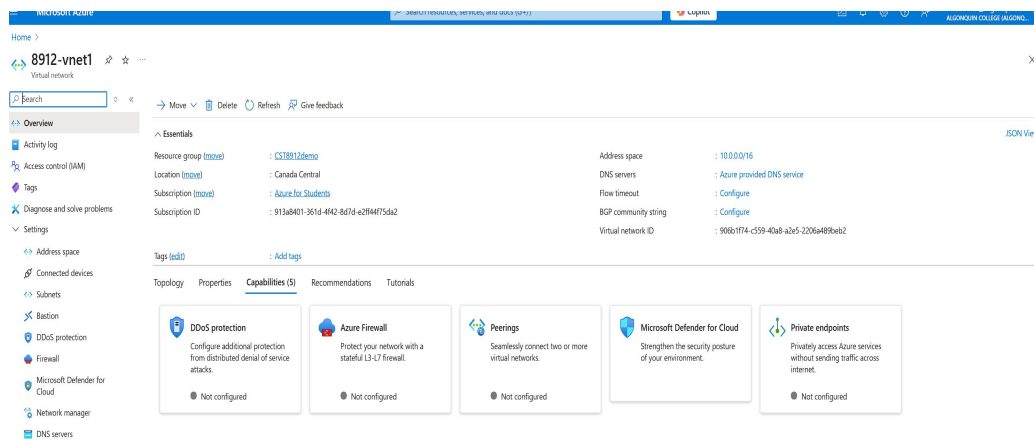 Microsoft Azure
Search resources, services, and docs (G+/)
Copilot
ALGONQUIN COLLEGE (ALGONQ...
Home >
8912-vnet1
Virtual network
Search
Overview
Activity log
Access control (IAM)
Tags
Diagnose and solve problems
Settings
Address space
Connected devices
Subnets
Bastion
DDoS protection
Firewall
Microsoft Defender for
Cloud
Network manager
DNS servers
Move
Delete
Refresh
Give feedback
Essentials
JSON Vie
Resource group (move) : CST8912demo
Location (move) : Canada Central
Subscription (move) : Azure for Students
Subscription ID : 913a8401-361d-4f42-8d7d-e2ff44f75da2
Address space : 10.0.0.0/16
DNS servers : Azure provided DNS service
Flow timeout : Configure
BGP community string : Configure
Virtual network ID : 906b1f74-c559-40a8-a2e5-2206a489beb2
Tags (edit) : Add tags
Topology
Properties
Capabilities (5)
Recommendations
Tutorials
DDoS protection
Configure additional protection
from distributed denial of service
attacks.
Not configured
Azure Firewall
Protect your network with a
stateful L3-L7 firewall.
Not configured
Peerings
Seamlessly connect two or more
virtual networks.
Not configured
Microsoft Defender for Cloud
Strengthen the security posture
of your environment.
Private endpoints
Privately access Azure services
without sending traffic across
internet.
Not configured